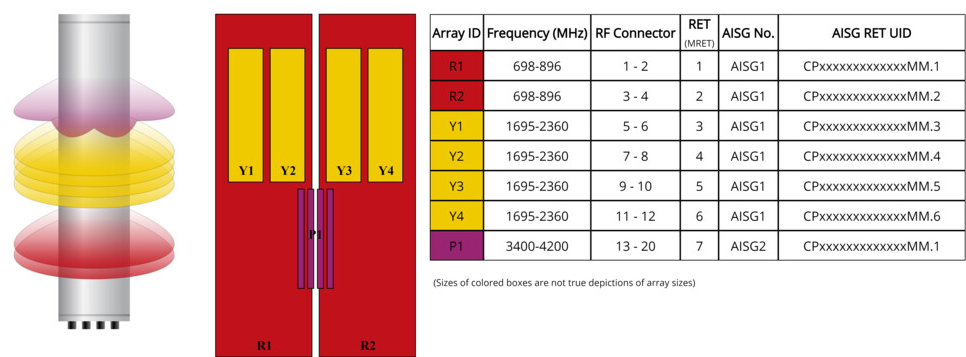 Y1 Y2 Y3 Y4
P1
R1 R2
Array ID Frequency (MHz) RF Connector RET (MRET) AISG No. AISG RET UID
R1 698-896 1 - 2 1 AISG1 CPxxxxxxxxxxxxxMM.1
R2 698-896 3 - 4 2 AISG1 CPxxxxxxxxxxxxxMM.2
Y1 1695-2360 5 - 6 3 AISG1 CPxxxxxxxxxxxxxMM.3
Y2 1695-2360 7 - 8 4 AISG1 CPxxxxxxxxxxxxxMM.4
Y3 1695-2360 9 - 10 5 AISG1 CPxxxxxxxxxxxxxMM.5
Y4 1695-2360 11 - 12 6 AISG1 CPxxxxxxxxxxxxxMM.6
P1 3400-4200 13 - 20 7 AISG2 CPxxxxxxxxxxxxxMM.1
(Sizes of colored boxes are not true depictions of array sizes)